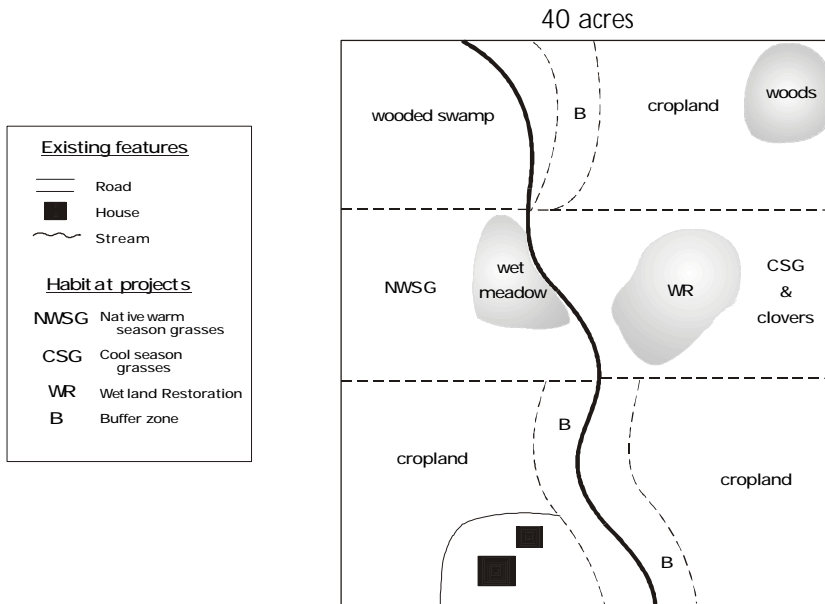 40 acres
wooded swamp
B
cropland
woods
NWSG
wet
meadow
WR
CSG
&
clovers
cropland
B
cropland
B
Existing features
Road
House
Stream
Habitat projects
NWSG Native warm
season grasses
CSG Cool season
grasses
WR Wetland Restoration
B Buffer zone